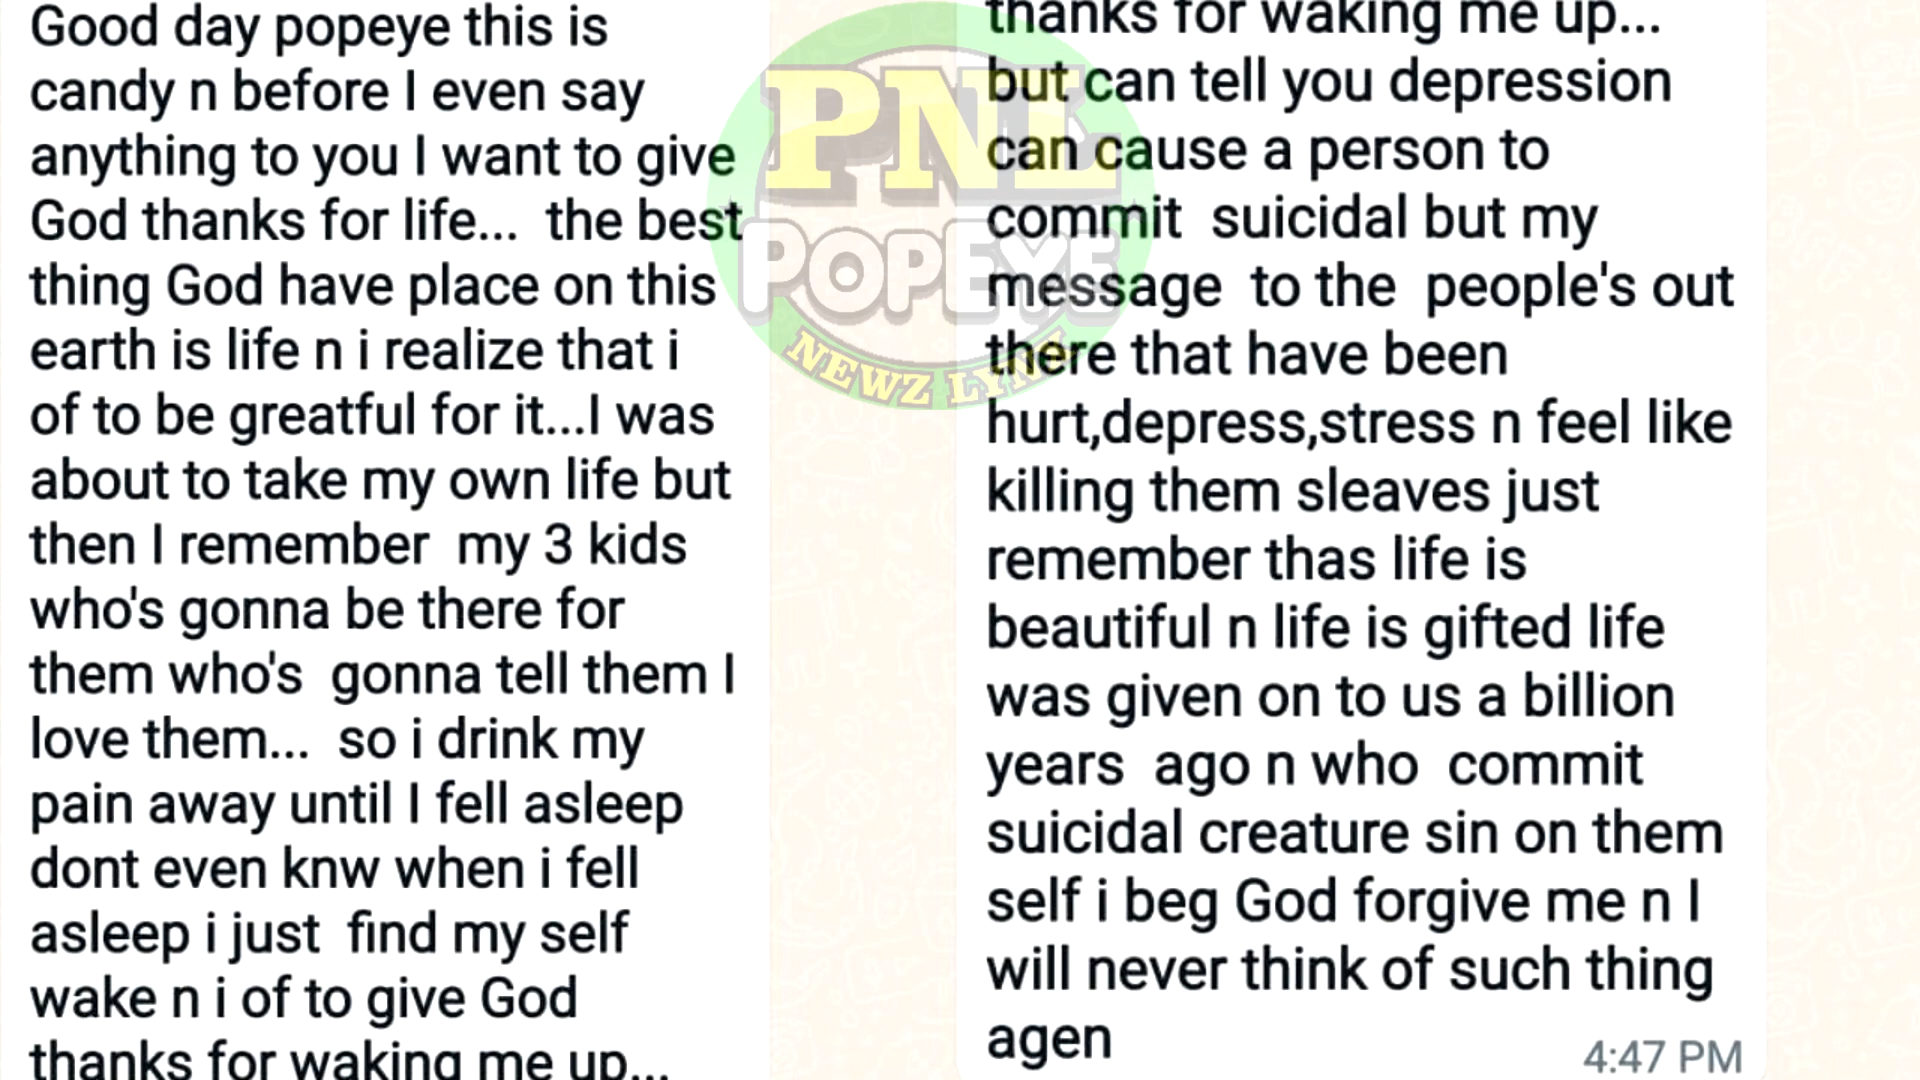 Good day popeye this is
candy n before I even say
anything to you I want to give
God thanks for life... the best
thing God have place on this
earth is life n i realize that i
of to be greatful for it...I was
about to take my own life but
then I remember my 3 kids
who's gonna be there for
them who's gonna tell them I
love them... so i drink my
pain away until I fell asleep
dont even knw when i fell
asleep i just find my self
wake n i of to give God
thanks for waking me up...
PNL
POPEYE
NEWZ LYNK
thanks for waking me up...
but can tell you depression
can cause a person to
commit suicidal but my
message to the people's out
there that have been
hurt,depress,stress n feel like
killing them sleaves just
remember thas life is
beautiful n life is gifted life
was given on to us a billion
years ago n who commit
suicidal creature sin on them
self i beg God forgive me n I
will never think of such thing
agen
4:47 PM